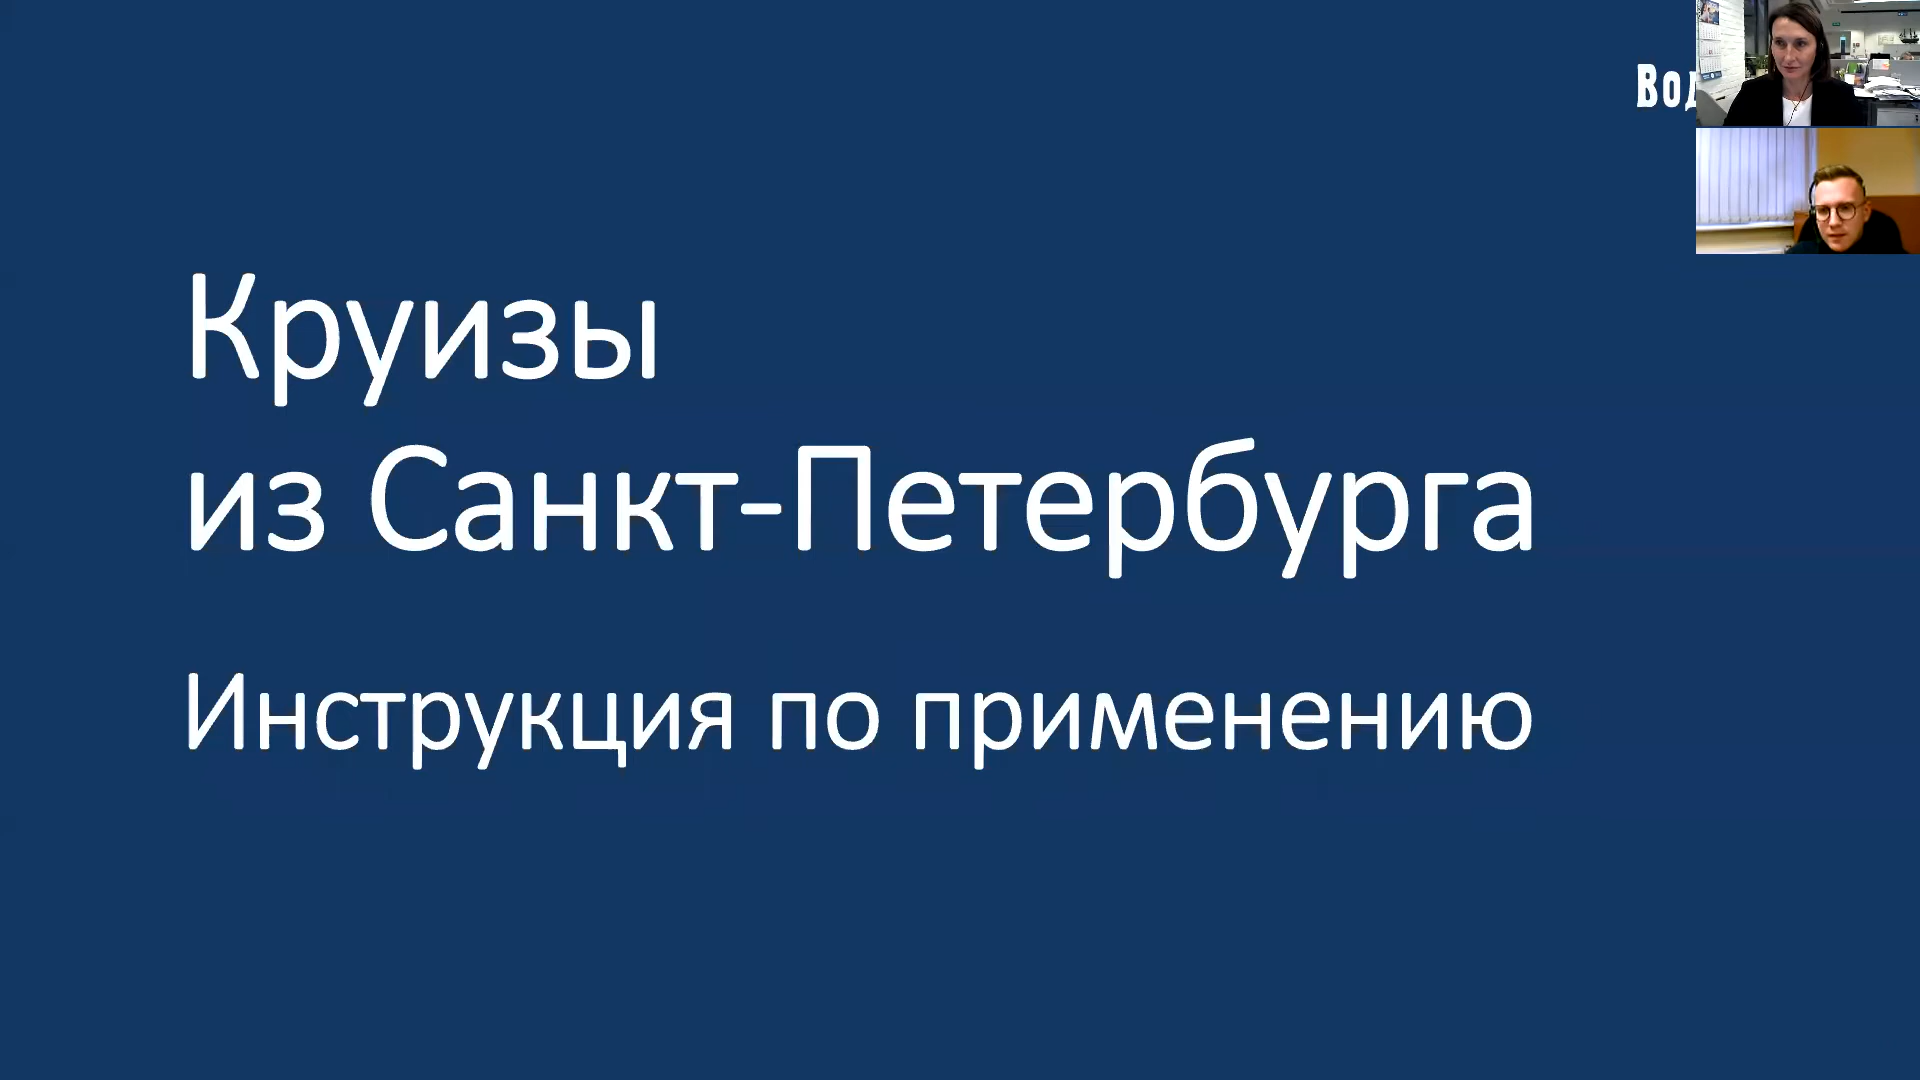 Круизы
из Санкт-Петербурга
Инструкция по применению